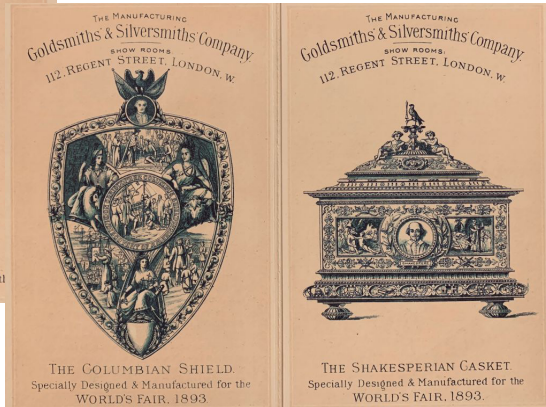 The Manufacturing
Goldsmiths' & Silversmiths' Company.
SHOW ROOMS
112, Regent Street, London, W.
The Columbian Shield.
Specially Designed & Manufactured for the
World's Fair, 1893
The Manufacturing
Goldsmiths' & Silversmiths' Company.
SHOW ROOMS.
112, Regent Street, London, W.
The Shakesperian Casket.
Specially Designed & Manufactured for the
World's Fair, 1893.